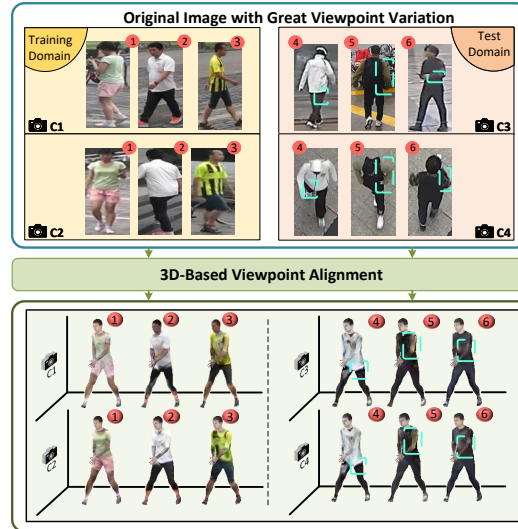 Original Image with Great Viewpoint Variation
Training
Domain
1
2
3
C1
4
5
6
Test
Domain
C3
1
2
3
C2
4
5
6
C4
3D-Based Viewpoint Alignment
1
2
3
C1
4
5
6
C3
1
2
3
C2
4
5
6
C4